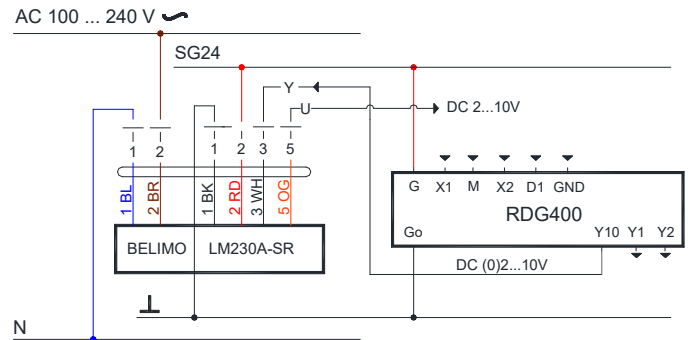 AC 100 ... 240 V
SG24
Y
U
DC 2...10V
1 2 1 2 3 5
1 BL 2 BR 1 BK 2 RD 3 WH 5 OG
G X1 M X2 D1 GND
RDG400
Go Y10 Y1 Y2
BELIMO LM230A-SR
DC (0)2...10V
N